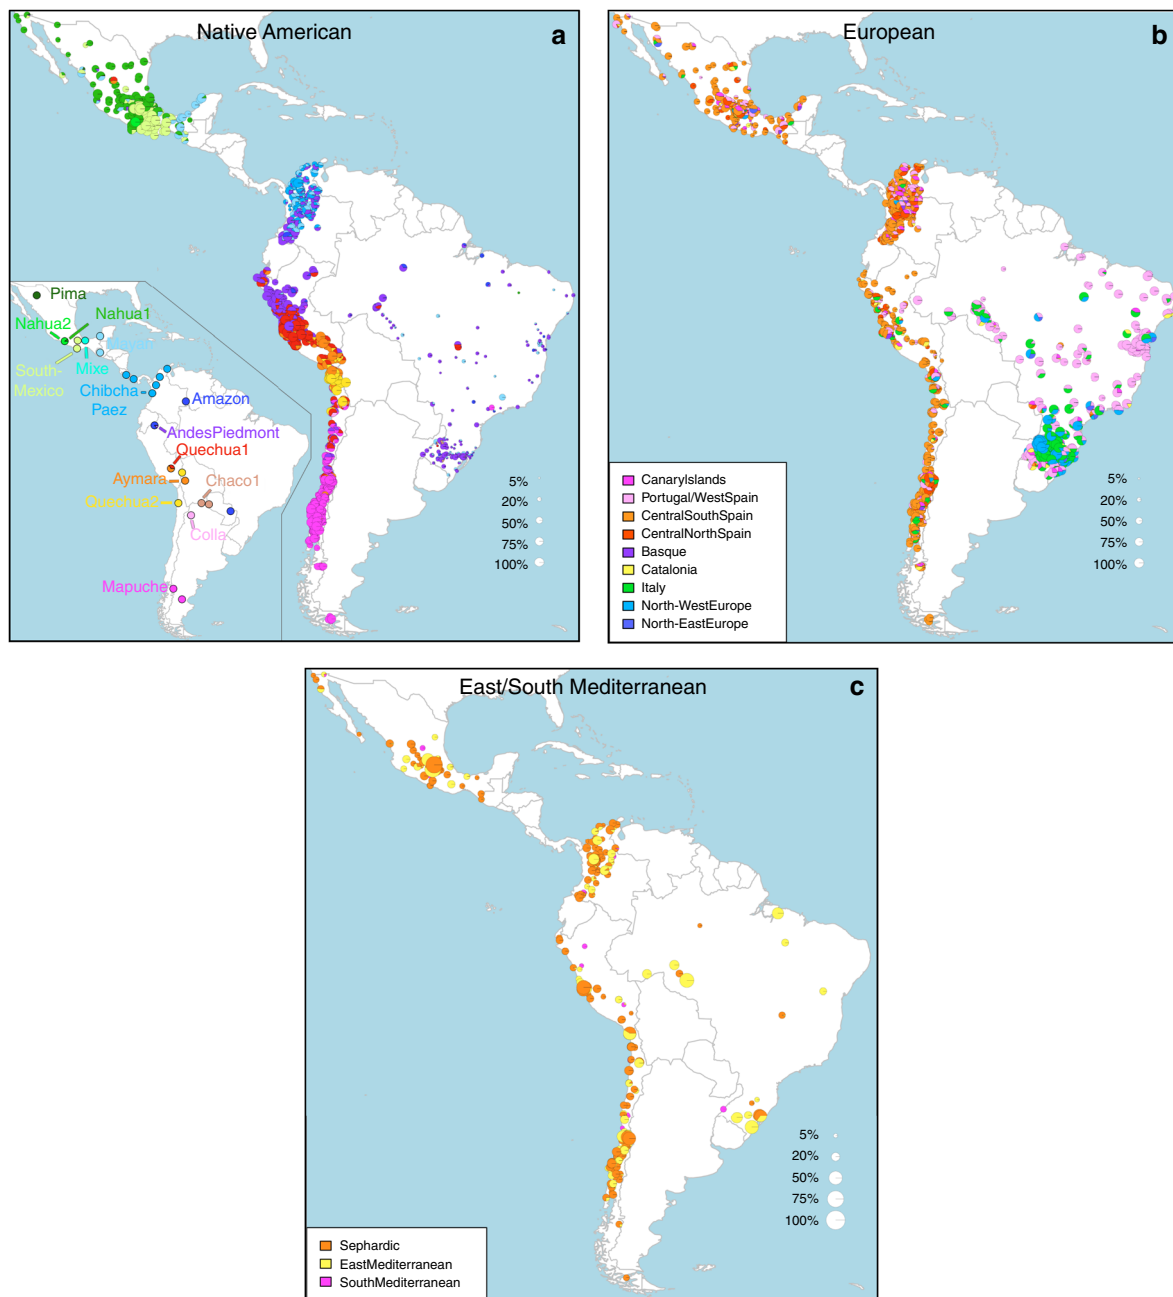 Native American
a
Pima
Nahua2
Nahua1
Mayan
South-
Mexico
Mixe
Chibcha
Paez
Amazon
AndesPiedmont
Quechua1
Aymara
Chaco1
Quechua2
Colla
Mapuche
5%
20%
50%
75%
100%
European
b
CanaryIslands
Portugal/WestSpain
CentralSouthSpain
CentralNorthSpain
Basque
Catalonia
Italy
North-WestEurope
North-EastEurope
5%
20%
50%
75%
100%
East/South Mediterranean
c
5%
20%
50%
75%
100%
Sephardic
EastMediterranean
SouthMediterranean